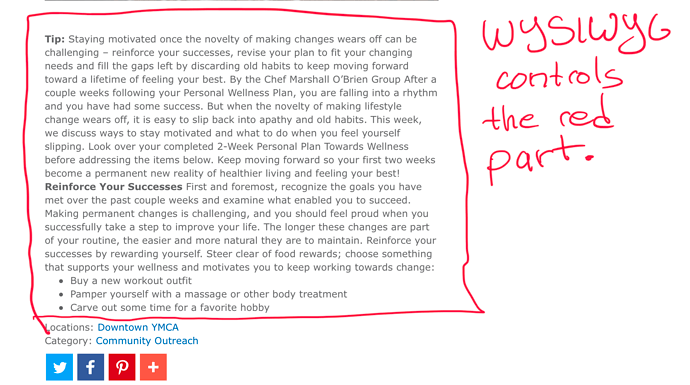 Tip: Staying motivated once the novelty of making changes wears off can be
challenging – reinforce your successes, revise your plan to fit your changing
needs and fill the gaps left by discarding old habits to keep moving forward
toward a lifetime of feeling your best. By the Chef Marshall O’Brien Group After a
couple weeks following your Personal Wellness Plan, you are falling into a rhythm
and you have had some success. But when the novelty of making lifestyle
change wears off, it is easy to slip back into apathy and old habits. This week,
we discuss ways to stay motivated and what to do when you feel yourself
slipping. Look over your completed 2-Week Personal Plan Towards Wellness
before addressing the items below. Keep moving forward so your first two weeks
become a permanent new reality of healthier living and feeling your best!
Reinforce Your Successes First and foremost, recognize the goals you have
met over the past couple weeks and examine what enabled you to succeed.
Making permanent changes is challenging, and you should feel proud when you
successfully take a step to improve your life. The longer these changes are part
of your routine, the easier and more natural they are to maintain. Reinforce your
successes by rewarding yourself. Steer clear of food rewards; choose something
that supports your wellness and motivates you to keep working towards change:
• Buy a new workout outfit
• Pamper yourself with a massage or other body treatment
• Carve out some time for a favorite hobby
Locations: Downtown YMCA
Category: Community Outreach
WYSIWYG
controls
the red
part.